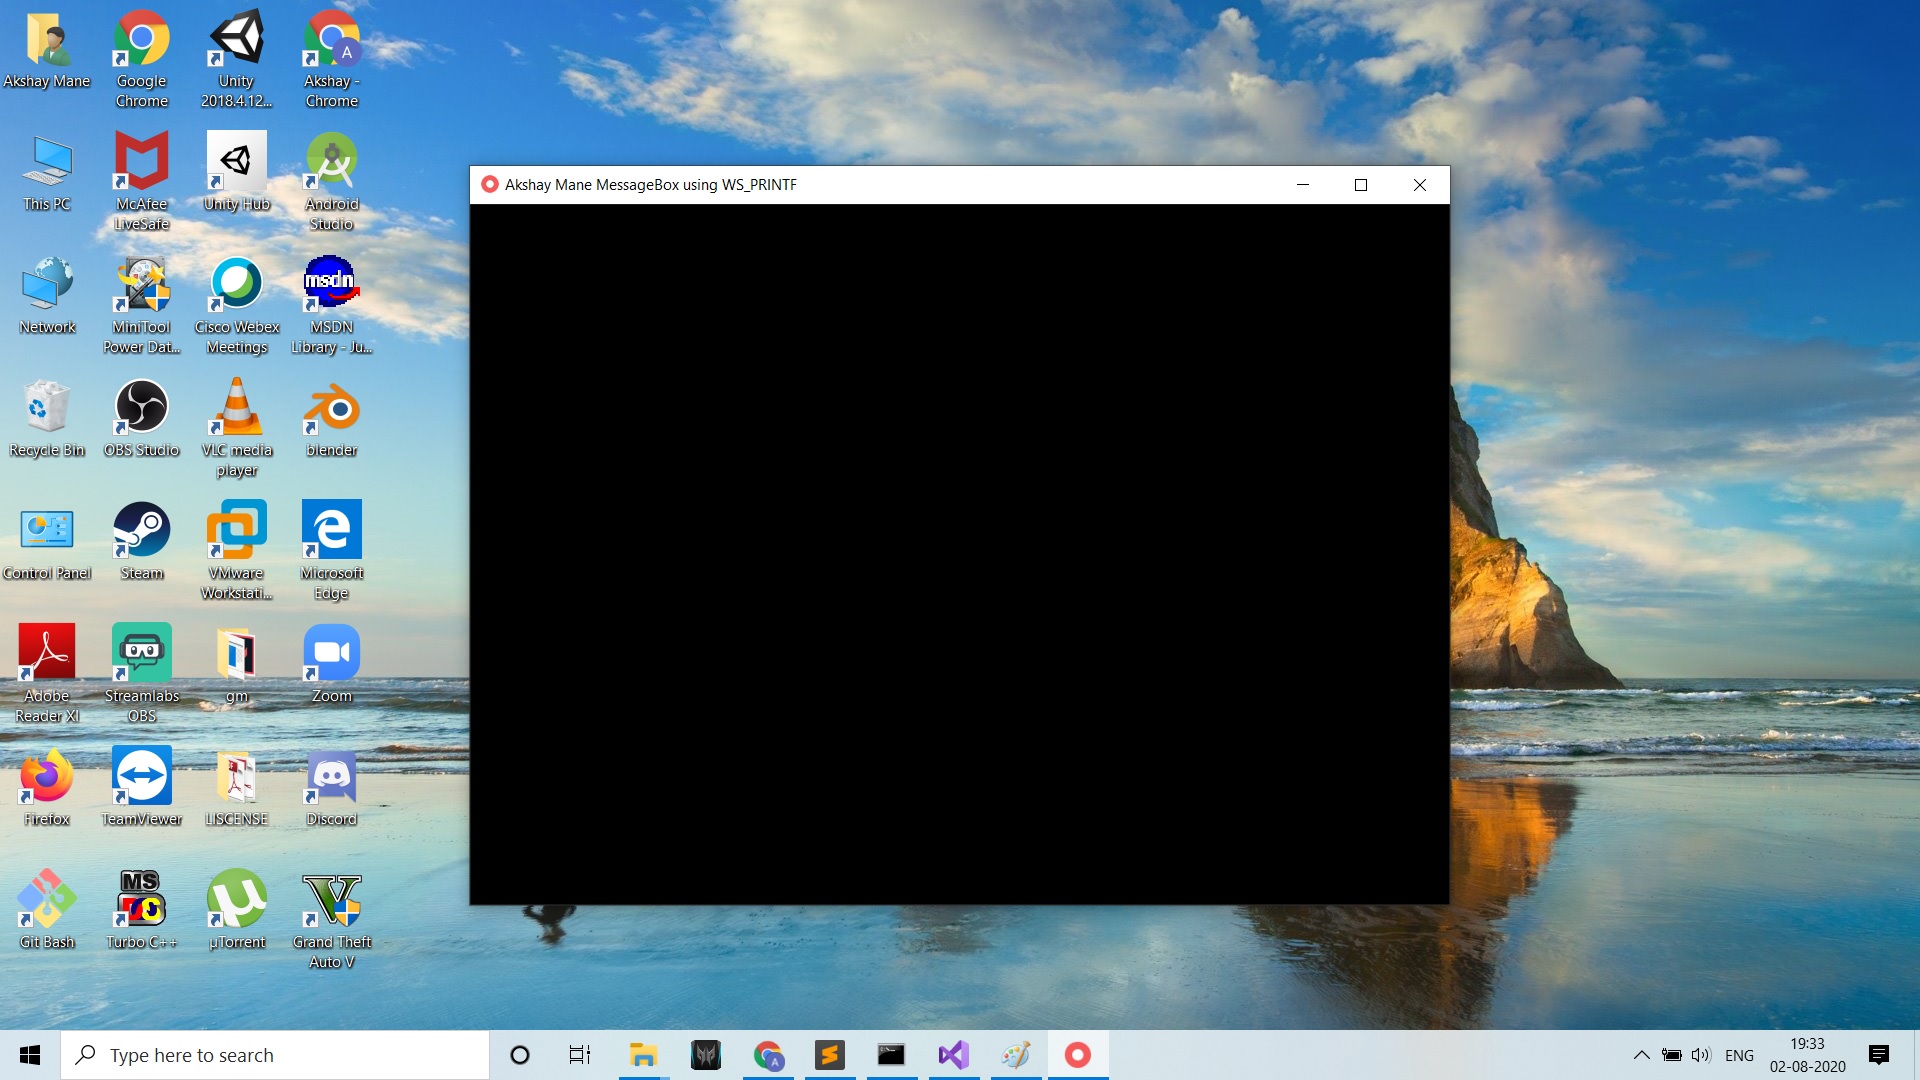 Akshay Mane
Google
Chrome
Unity
2018.4.12...
A
Akshay -
Chrome
This PC
McAfee
LiveSafe
Unity Hub
Android
Studio
Network
MiniTool
Power Dat...
Cisco Webex
Meetings
msdn
MSDN
Library - Ju...
Recycle Bin
OBS Studio
VLC media
player
blender
Control Panel
Steam
VMware
Workstati...
Microsoft
Edge
Adobe
Reader XI
Streamlabs
OBS
gm
Zoom
Firefox
TeamViewer
LISCENSE
Discord
Git Bash
MS
Turbo C++
µTorrent
Grand Theft
Auto V
Akshay Mane MessageBox using WS_PRINTF
Type here to search
A
ENG
19:33
02-08-2020